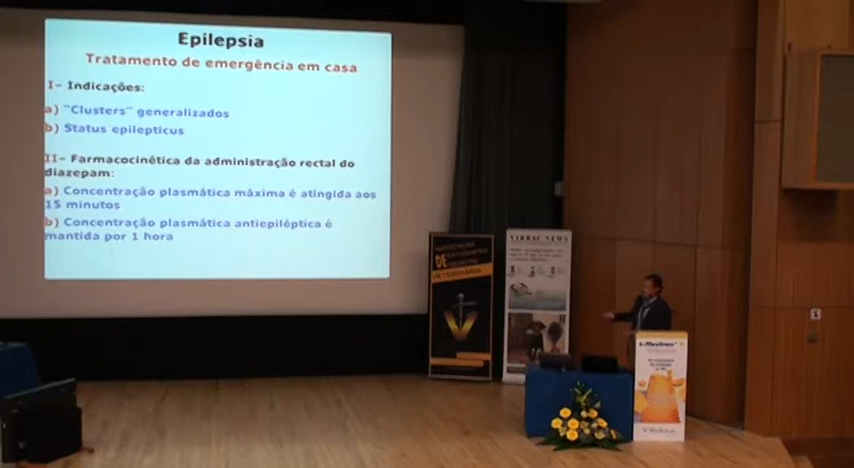 Epilepsia
Tratamento de emergência em casa
I- Indicações:
a) "Clusters" generalizados
b) Status epilepticus
II- Farmacocinética da administração rectal do
diazepam:
a) Concentração plasmática máxima é atingida aos
15 minutos
b) Concentração plasmática antiepiléptica é
mantida por 1 hora
DE
VIRBAC NEWS